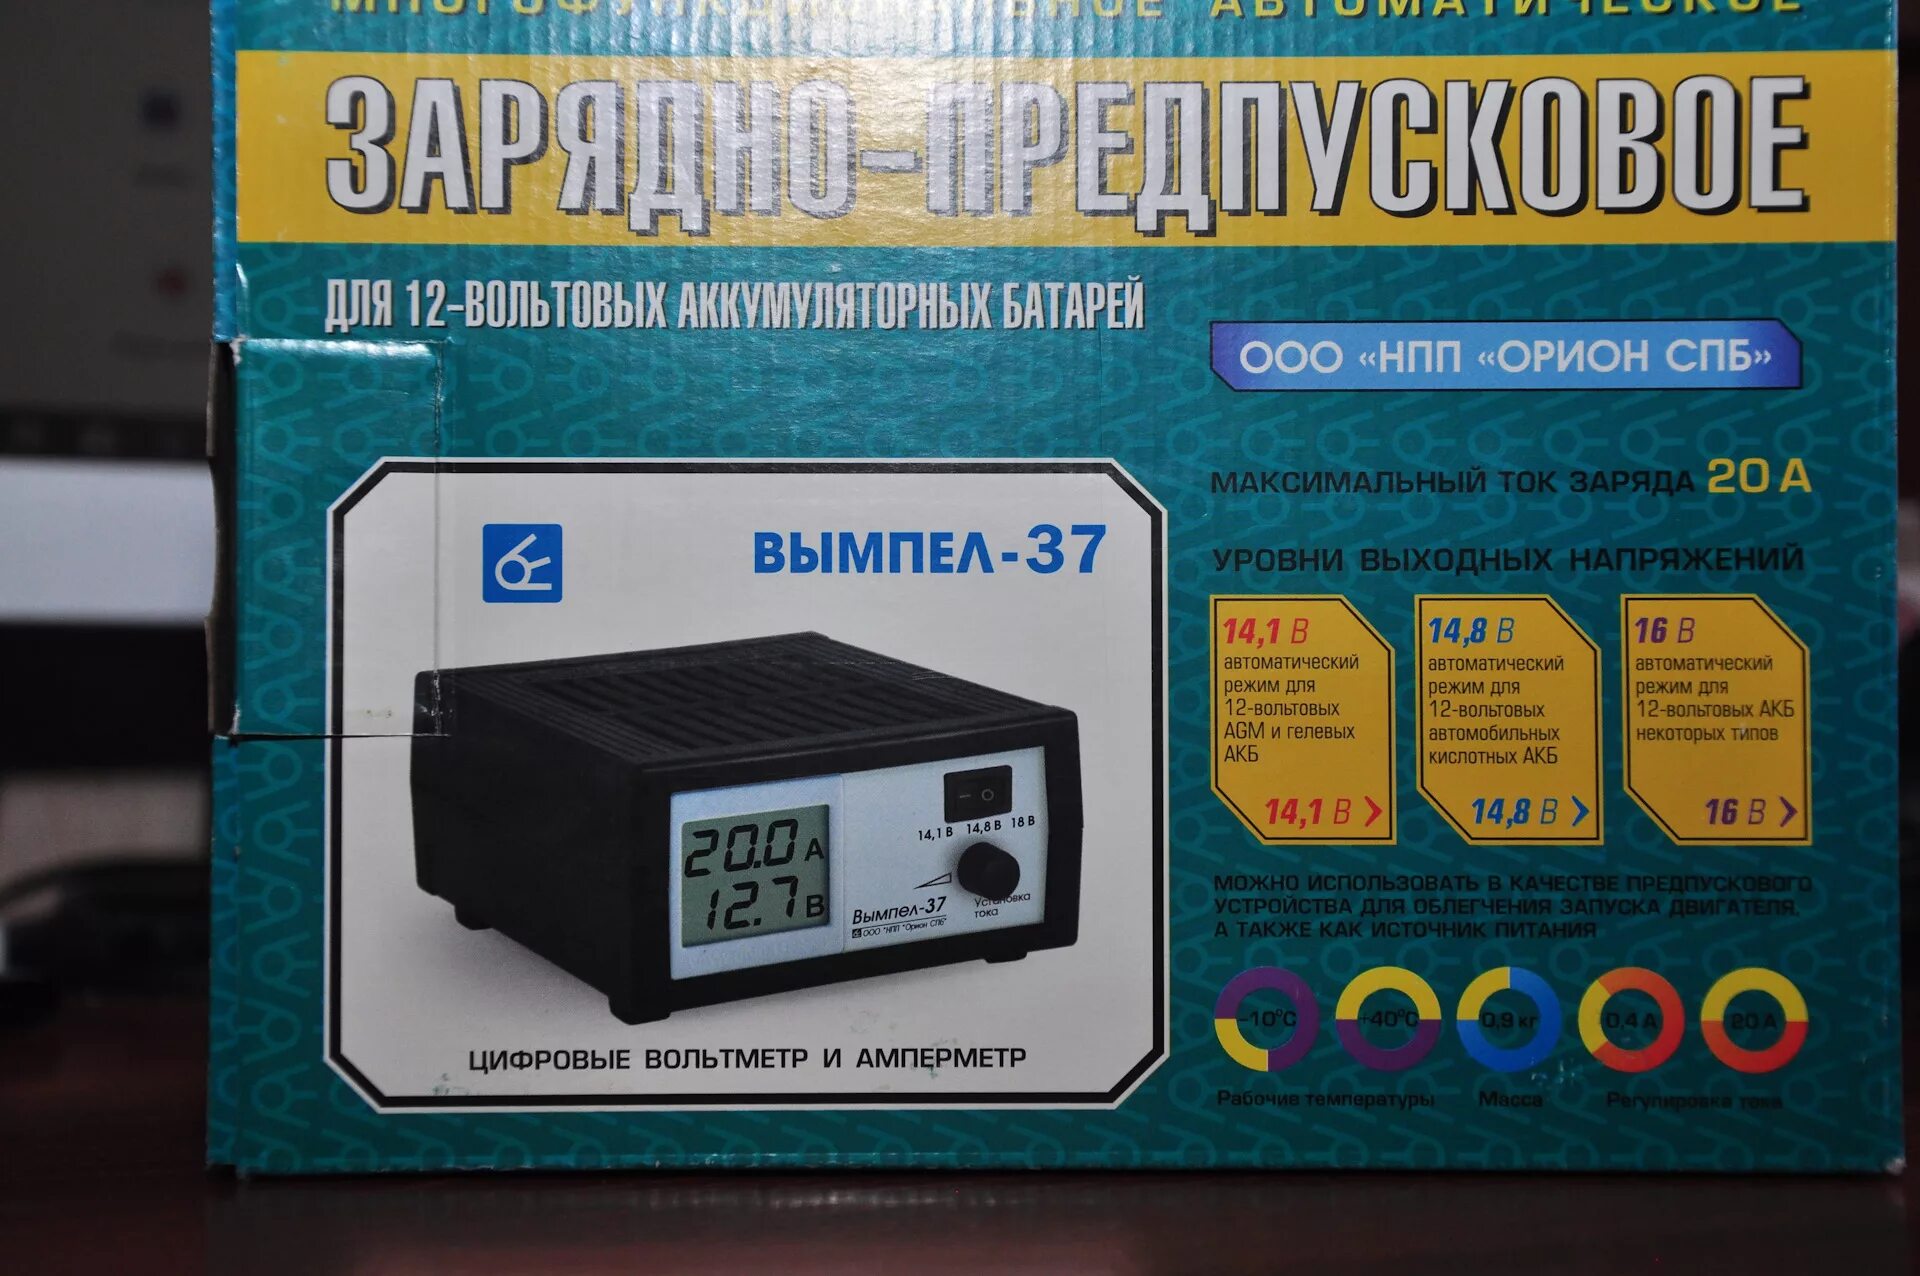 МНОГОФУНКЦИОНАЛЬНОЕ АВТОМАТИЧЕСКОЕ
ЗАРЯДНО-ПРЕДПУСКОВОЕ
ДЛЯ 12-ВОЛЬТОВЫХ АККУМУЛЯТОРНЫХ БАТАРЕЙ
ООО «НПП «ОРИОН СПБ»
ВЫМПЕЛ-37
20.0 А
12.7 В
14,1 В 14,8 В 18 В
Установка
тока
Вымпел-37
ООО "НПП "Орион СПб"
ЦИФРОВЫЕ ВОЛЬТМЕТР И АМПЕРМЕТР
МАКСИМАЛЬНЫЙ ТОК ЗАРЯДА 20 А
УРОВНИ ВЫХОДНЫХ НАПРЯЖЕНИЙ
14,1 В
автоматический
режим для
12-вольтовых
AGM и гелевых
АКБ
14,1 В >
14,8 В
автоматический
режим для
12-вольтовых
автомобильных
кислотных АКБ
14,8 В >
16 В
автоматический
режим для
12-вольтовых АКБ
некоторых типов
16 В >
МОЖНО ИСПОЛЬЗОВАТЬ В КАЧЕСТВЕ ПРЕДПУСКОВОГО
УСТРОЙСТВА ДЛЯ ОБЛЕГЧЕНИЯ ЗАПУСКА ДВИГАТЕЛЯ,
А ТАКЖЕ КАК ИСТОЧНИК ПИТАНИЯ
-10°С +40°С 0,9 кг 0,4 А 20 А
Рабочие температуры Масса Регулировка тока